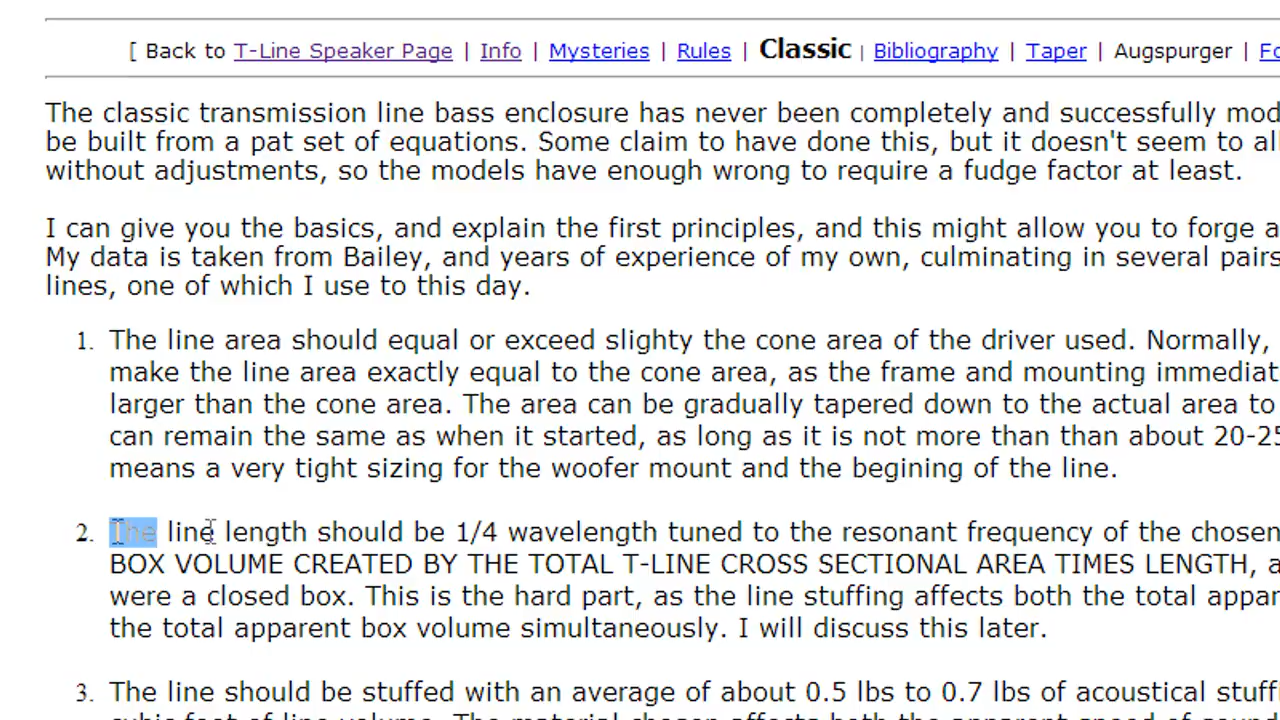 [ Back to T-Line Speaker Page | Info | Mysteries | Rules | Classic | Bibliography | Taper | Augspurger |
The classic transmission line bass enclosure has never been completely and successfully
be built from a pat set of equations. Some claim to have done this, but it doesn't seem to
without adjustments, so the models have enough wrong to require a fudge factor at least.
I can give you the basics, and explain the first principles, and this might allow you to forge
My data is taken from Bailey, and years of experience of my own, culminating in several pairs
lines, one of which I use to this day.
1. The line area should equal or exceed slighty the cone area of the driver used. Normally,
make the line area exactly equal to the cone area, as the frame and mounting
larger than the cone area. The area can be gradually tapered down to the actual area to
can remain the same as when it started, as long as it is not more than than about
means a very tight sizing for the woofer mount and the begining of the line.
2. The line length should be 1/4 wavelength tuned to the resonant frequency of the chosen
BOX VOLUME CREATED BY THE TOTAL T-LINE CROSS SECTIONAL AREA TIMES LENGTH,
were a closed box. This is the hard part, as the line stuffing affects both the total
the total apparent box volume simultaneously. I will discuss this later.
3. The line should be stuffed with an average of about 0.5 lbs to 0.7 lbs of acoustical